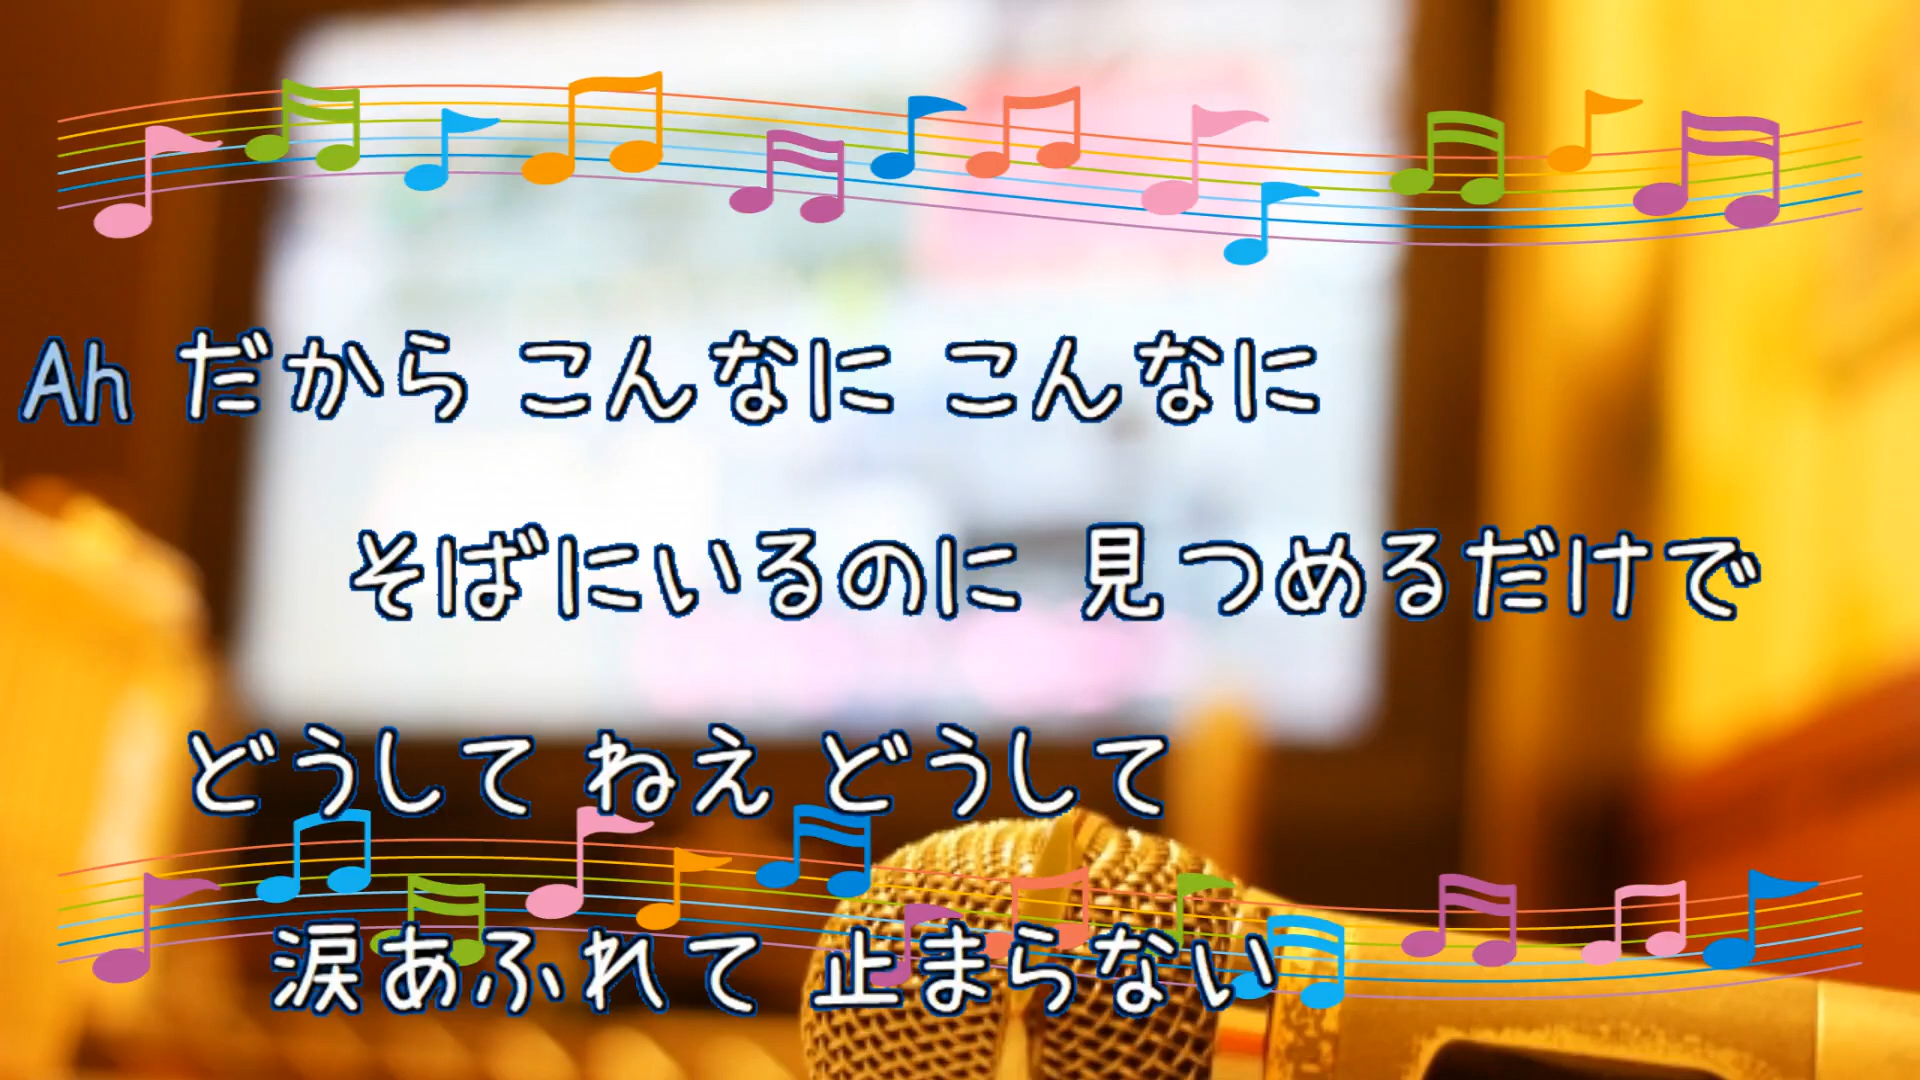 Ah だから こんなに こんなに
そばにいるのに 見つめるだけで
どうして ねえ どうして
涙あふれて 止まらない